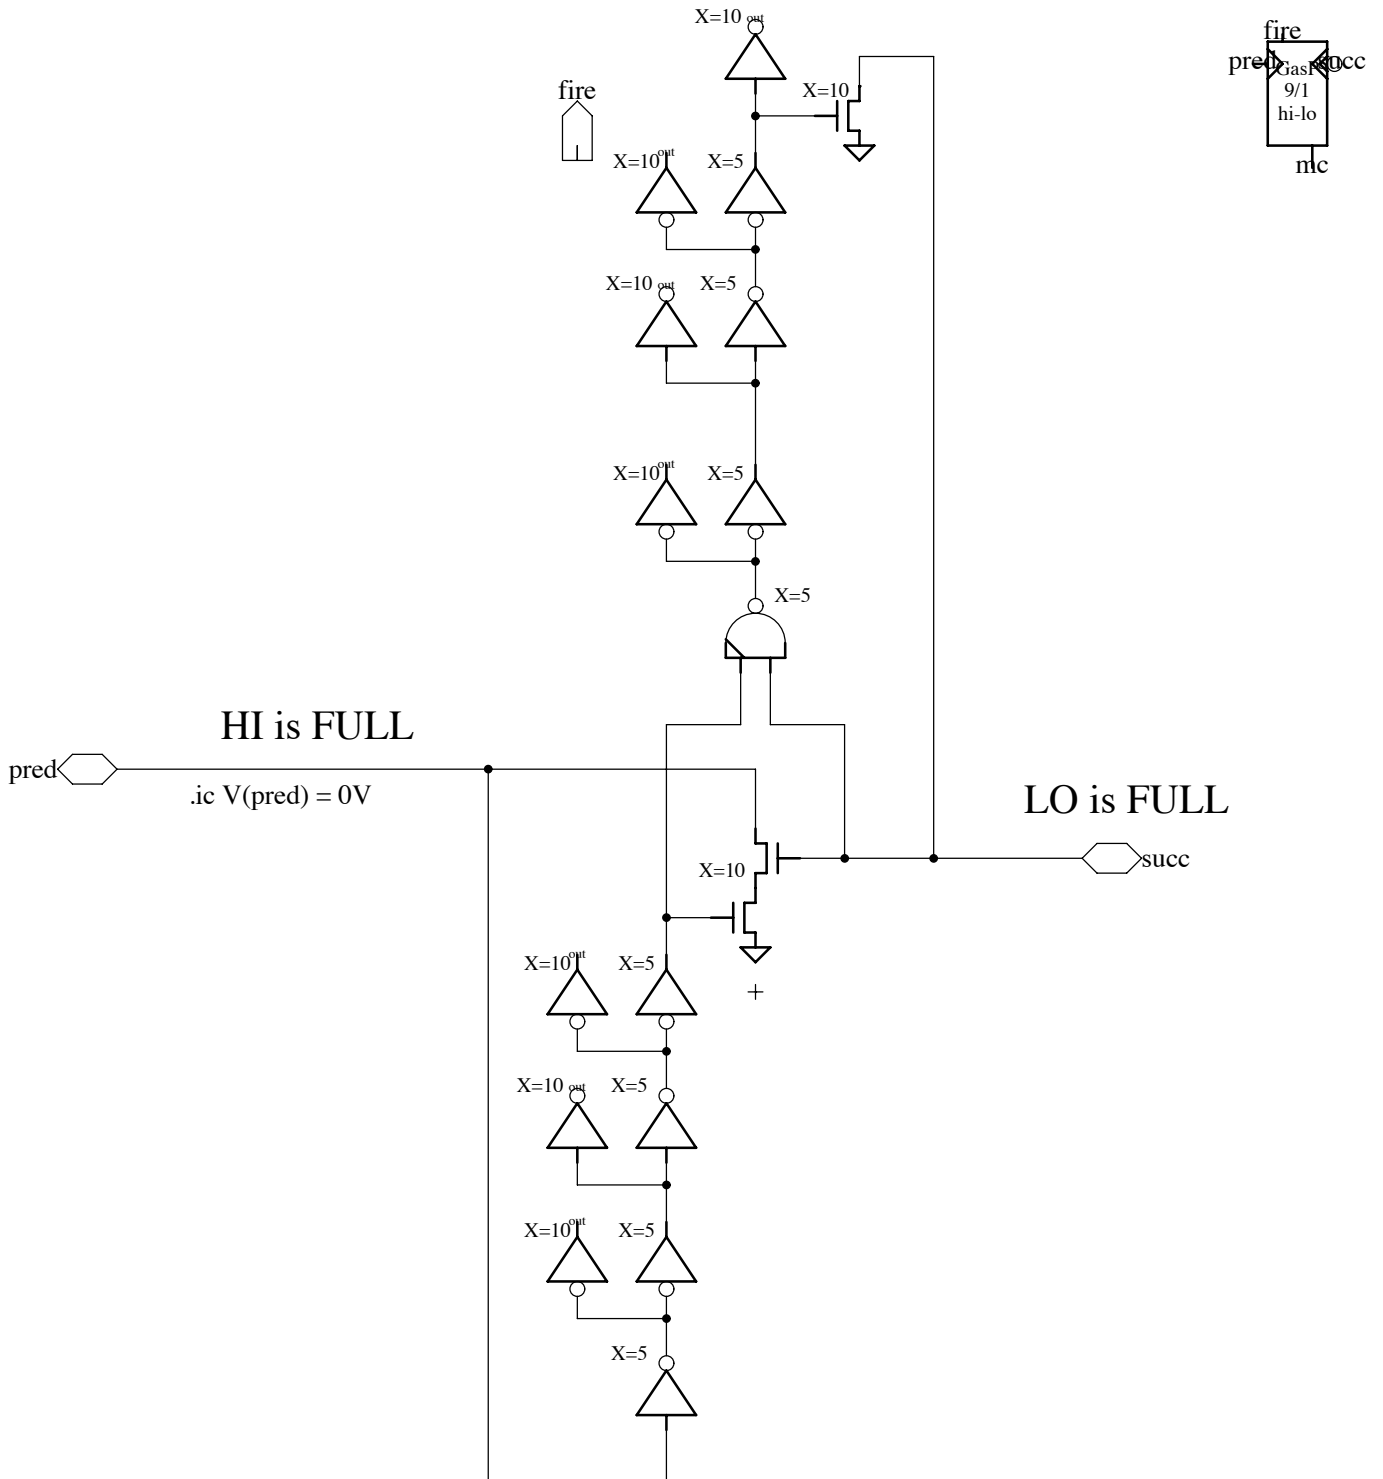 X=10 out
fire
pred GasP succ
9/1
hi-lo
mc
fire
X=10
X=10 out X=5
X=10 out X=5
X=10 out X=5
X=5
HI is FULL
pred
.ic V(pred) = 0V
LO is FULL
succ
X=10
X=10 out X=5
X=10 out X=5
X=10 out X=5
X=5